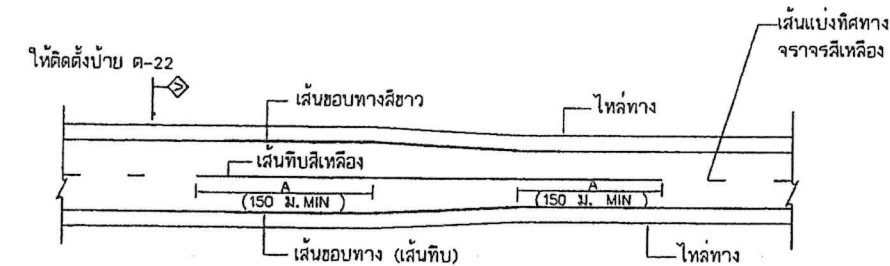 เส้นแบ่งทิศทาง
จราจรสีเหลือง
ให้ติดตั้งป้าย ต-22
เส้นขอบทางสีขาว
ไหล่ทาง
เส้นทึบสีเหลือง
A
(150 ม. MIN )
A
(150 ม. MIN )
เส้นขอบทาง (เส้นทึบ)
ไหล่ทาง